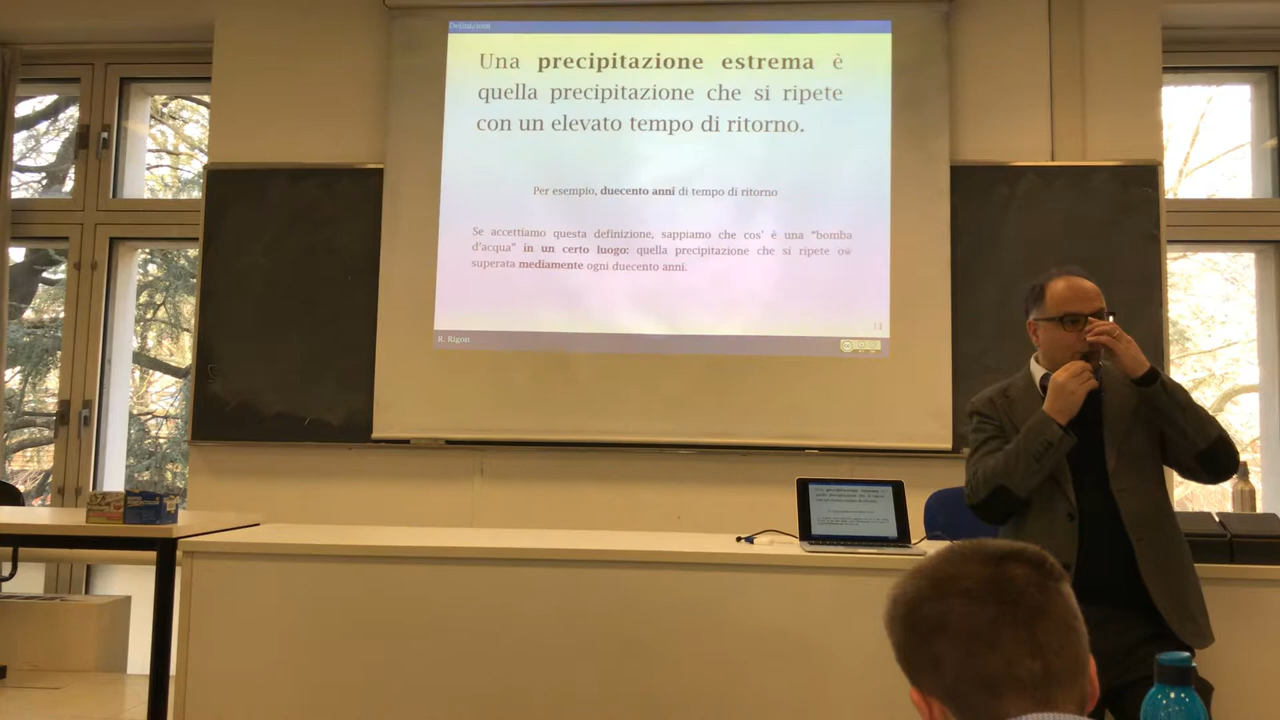 Definizioni
Una precipitazione estrema è
quella precipitazione che si ripete
con un elevato tempo di ritorno.
Per esempio, duecento anni di tempo di ritorno
Se accettiamo questa definizione, sappiamo che cos' è una "bomba
d'acqua" in un certo luogo: quella precipitazione che si ripete ow
superata mediamente ogni duecento anni.
R. Rigon